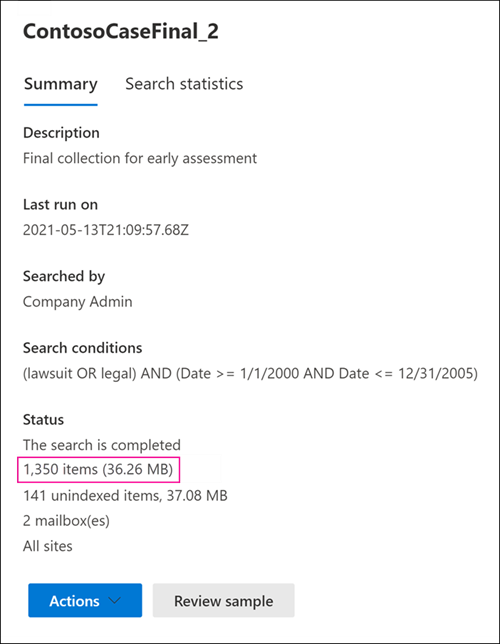 ContosoCaseFinal_2
Summary Search statistics
Description
Final collection for early assessment
Last run on
2021-05-13T21:09:57.68Z
Searched by
Company Admin
Search conditions
(lawsuit OR legal) AND (Date >= 1/1/2000 AND Date <= 12/31/2005)
Status
The search is completed
1,350 items (36.26 MB)
141 unindexed items, 37.08 MB
2 mailbox(es)
All sites
Actions Review sample